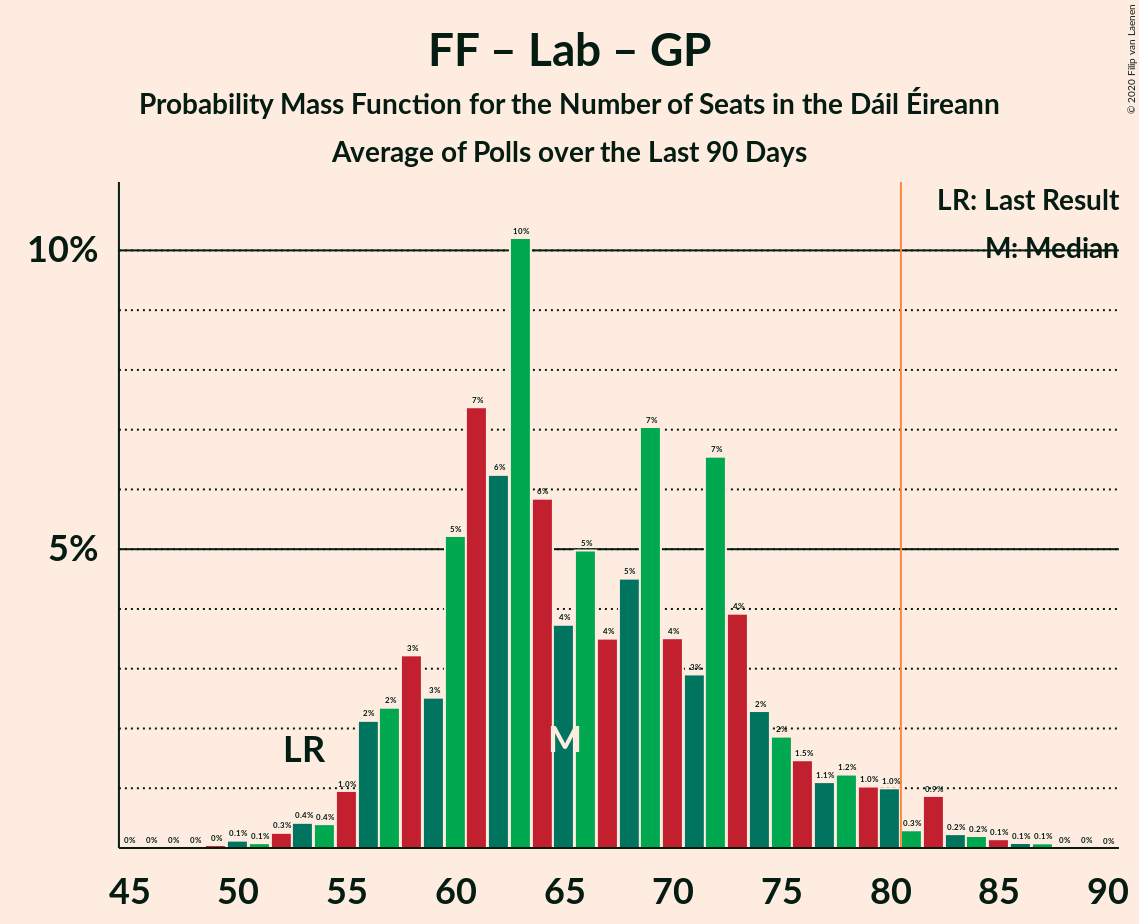 FF – Lab – GP
Probability Mass Function for the Number of Seats in the Dáil Éireann
Average of Polls over the Last 90 Days
© 2020 Filip van Laenen
LR: Last Result
M: Median
10%
5%
0% 0% 0% 0% 0% 0.1% 0.1% 0.3% 0.4% 0.4% 1.0% 2% 2% 3% 3% 5% 7% 6% 10% 6% 4% 5% 4% 5% 7% 4% 3% 7% 4% 2% 2% 1.5% 1.1% 1.2% 1.0% 1.0% 0.3% 0.9% 0.2% 0.2% 0.1% 0.1% 0.1% 0% 0% 0%
LR
M
45 50 55 60 65 70 75 80 85 90